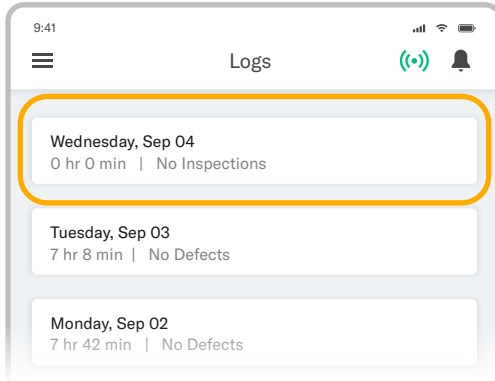 9:41
Logs
Wednesday, Sep 04
0 hr 0 min | No Inspections
Tuesday, Sep 03
7 hr 8 min | No Defects
Monday, Sep 02
7 hr 42 min | No Defects